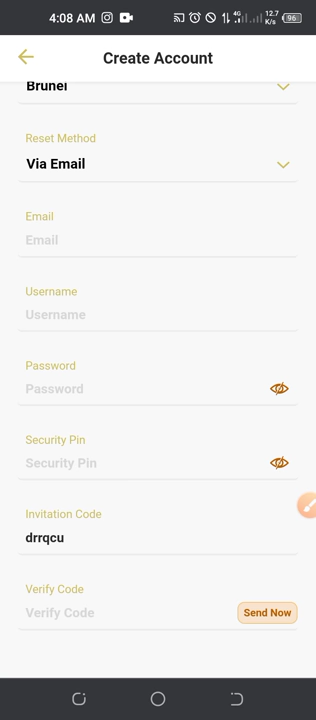 4:08 AM
4G
12.7
K/s
96
Create Account
Brunei
Reset Method
Via Email
Email
Email
Username
Username
Password
Password
Security Pin
Security Pin
Invitation Code
drrqcu
Verify Code
Verify Code
Send Now